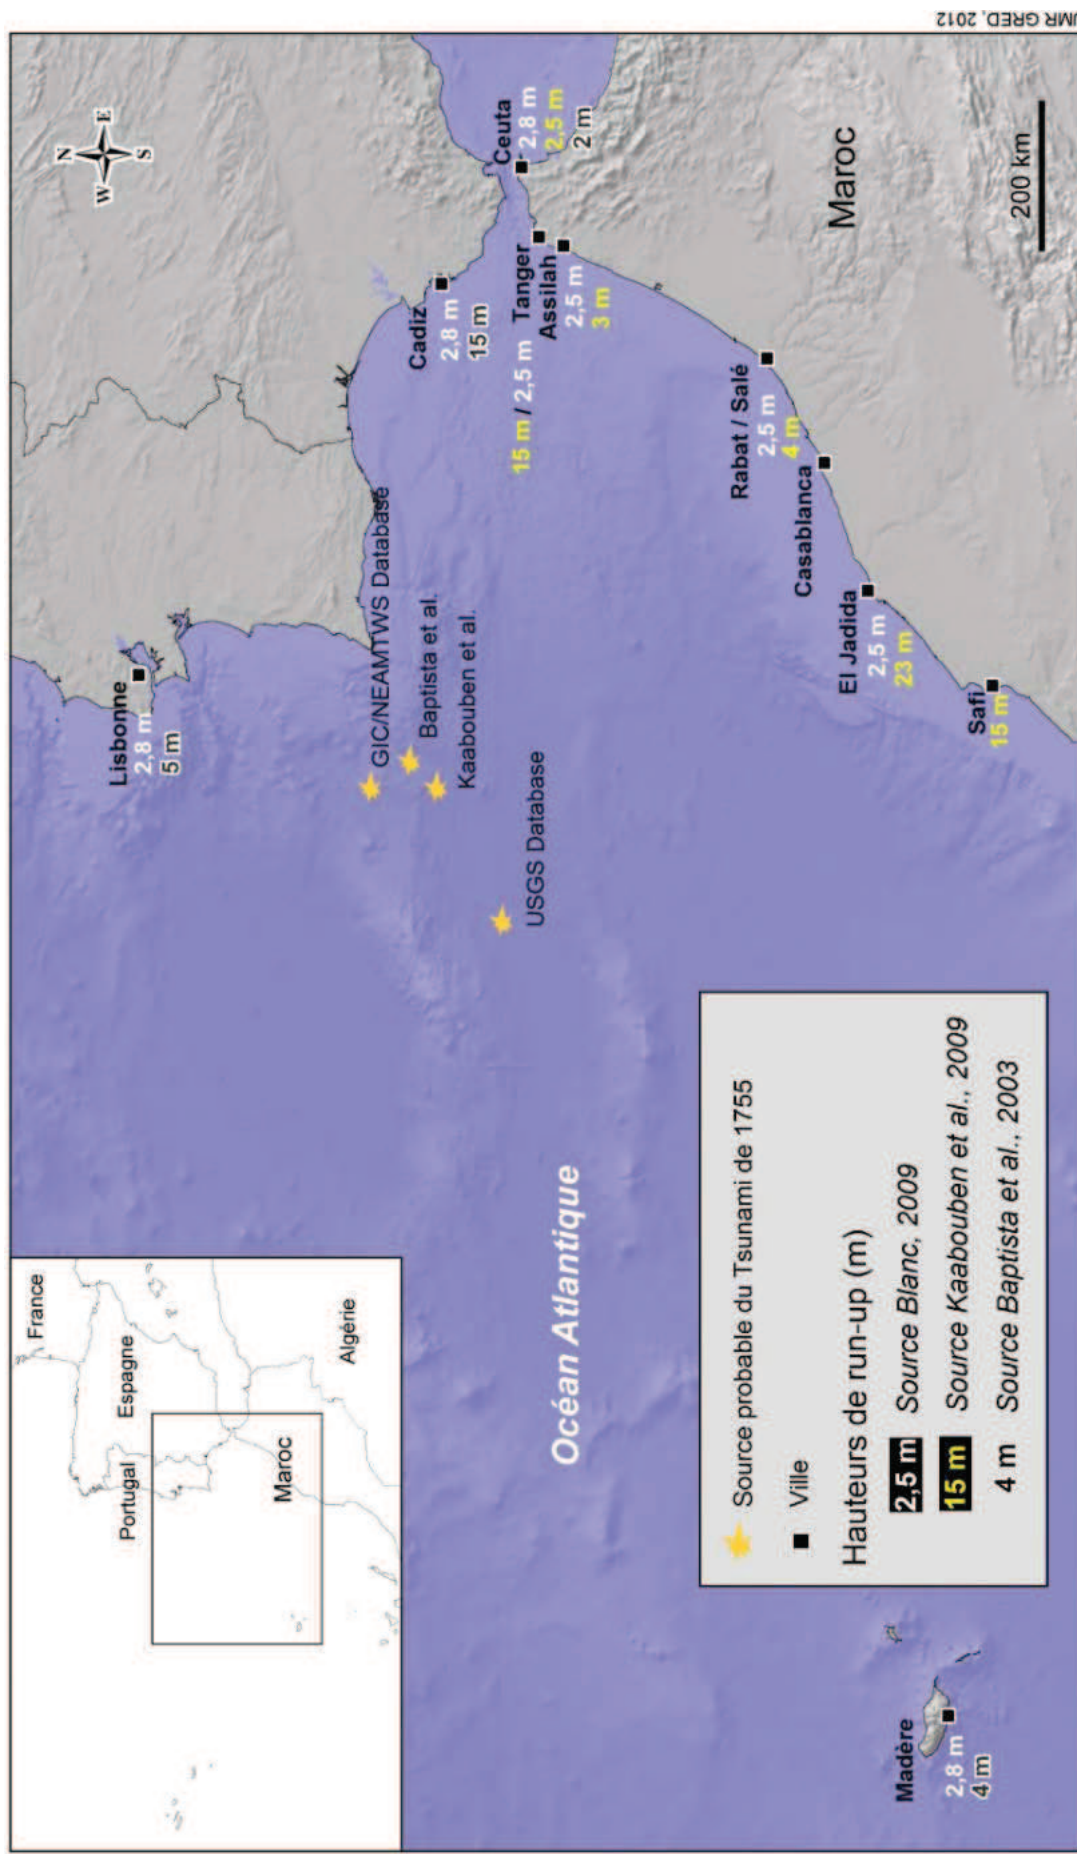 France
Espagne
Portugal
Maroc
Algérie
N
W
E
S
Lisbonne
2,8 m
5 m
GIC/NEAMTWS Database
Baptista et al.
Kaabouben et al.
USGS Database
Cadiz
2,8 m
15 m
Ceuta
2,8 m
2,5 m
2 m
15 m / 2,5 m
Tanger
Assilah
2,5 m
3 m
Rabat / Salé
2,5 m
4 m
Casablanca
El Jadida
2,5 m
23 m
Safi
15 m
Maroc
200 km
Océan Atlantique
Madère
2,8 m
4 m
Source probable du Tsunami de 1755
Ville
Hauteurs de run-up (m)
2,5 m Source Blanc, 2009
15 m Source Kaabouben et al., 2009
4 m Source Baptista et al., 2003
UMR GRED, 2012